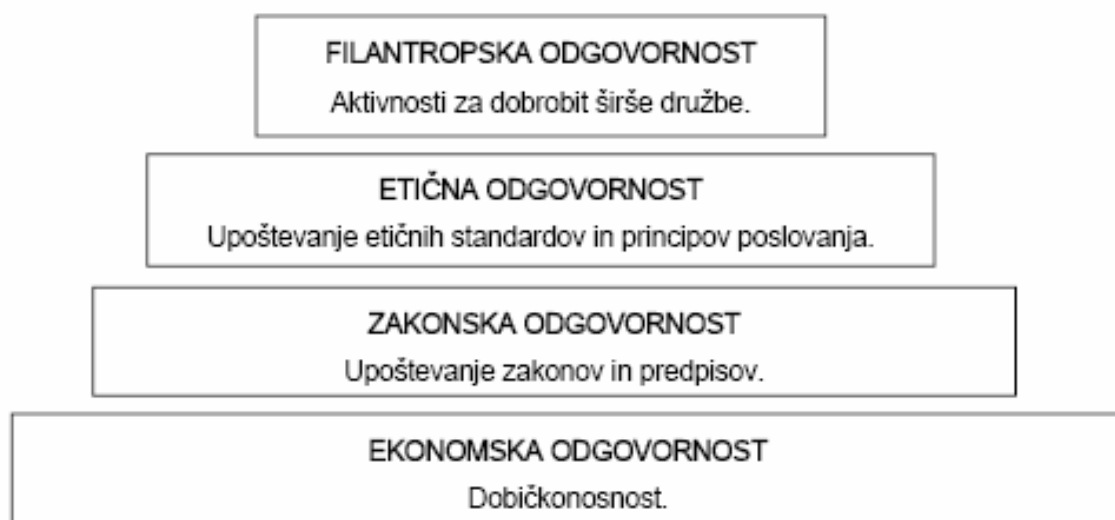 FILANTROPSKA ODGOVORNOST
Aktivnosti za dobrobit širše družbe.
ETIČNA ODGOVORNOST
Upoštevanje etičnih standardov in principov poslovanja.
ZAKONSKA ODGOVORNOST
Upoštevanje zakonov in predpisov.
EKONOMSKA ODGOVORNOST
Dobičkonosnost.